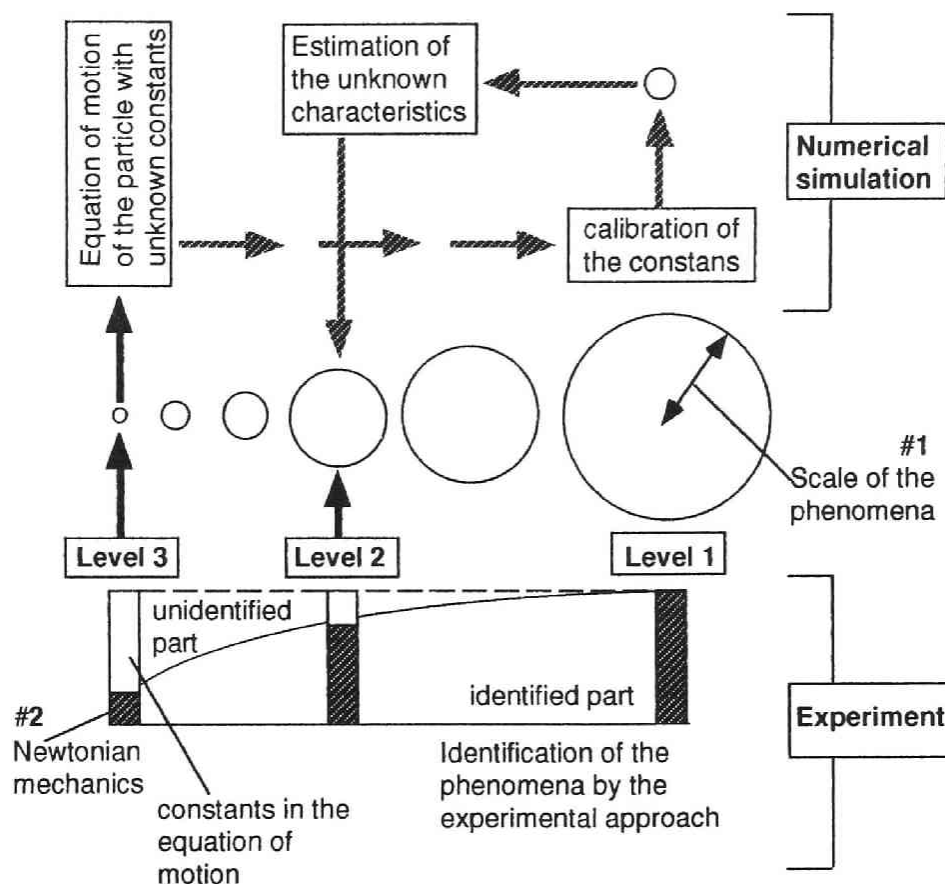 Equation of motion
of the particle with
unknown constants
Estimation of
the unknown
characteristics
Numerical
simulation
calibration of
the constans
#1
Scale of the
phenomena
Level 3
Level 2
Level 1
unidentified
part
identified part
Experiment
#2
Newtonian
mechanics
constants in the
equation of
motion
Identification of the
phenomena by the
experimental approach